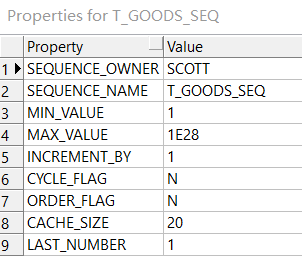 Properties for T_GOODS_SEQ
Property Value
1 SEQUENCE_OWNER SCOTT
2 SEQUENCE_NAME T_GOODS_SEQ
3 MIN_VALUE 1
4 MAX_VALUE 1E28
5 INCREMENT_BY 1
6 CYCLE_FLAG N
7 ORDER_FLAG N
8 CACHE_SIZE 20
9 LAST_NUMBER 1